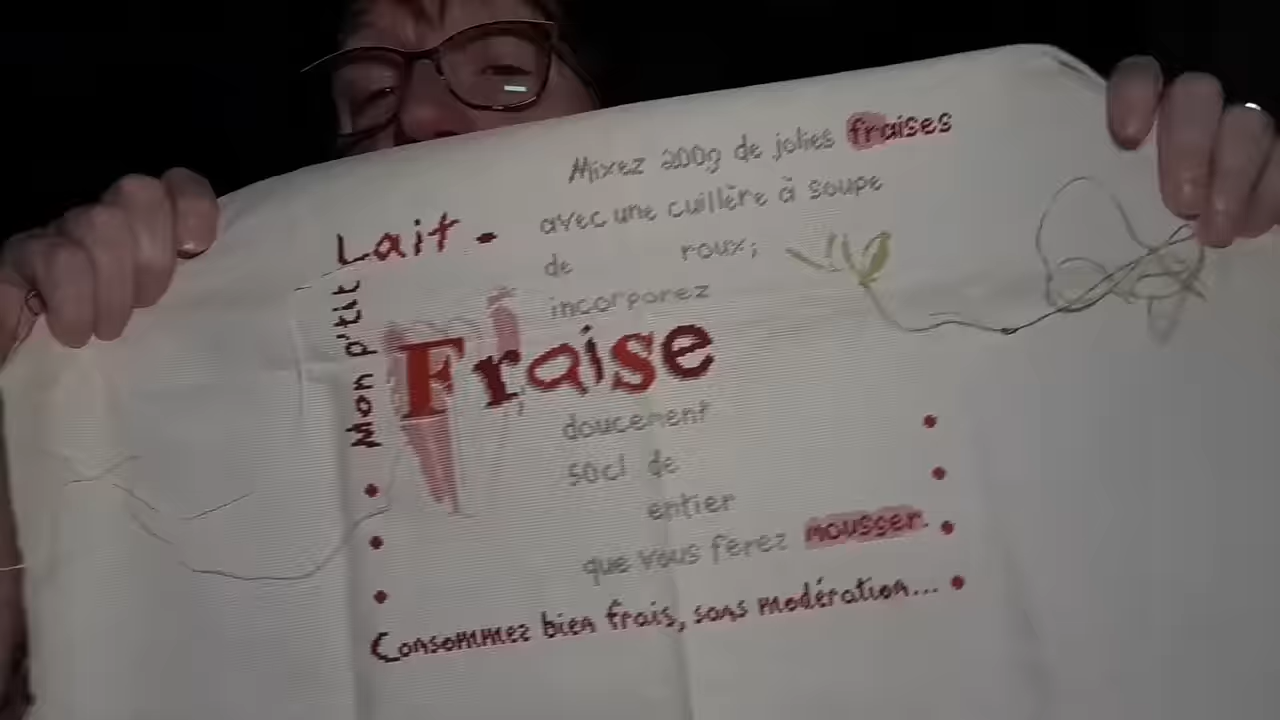 Mixez 200g de jolies fraises
avec une cuillère à soupe
de roux;
incorporez
Lait.
Mon p'tit
Fraise
doucement
50cl de
entier
que vous ferez mousser.
Consommez bien frais, sans modération...